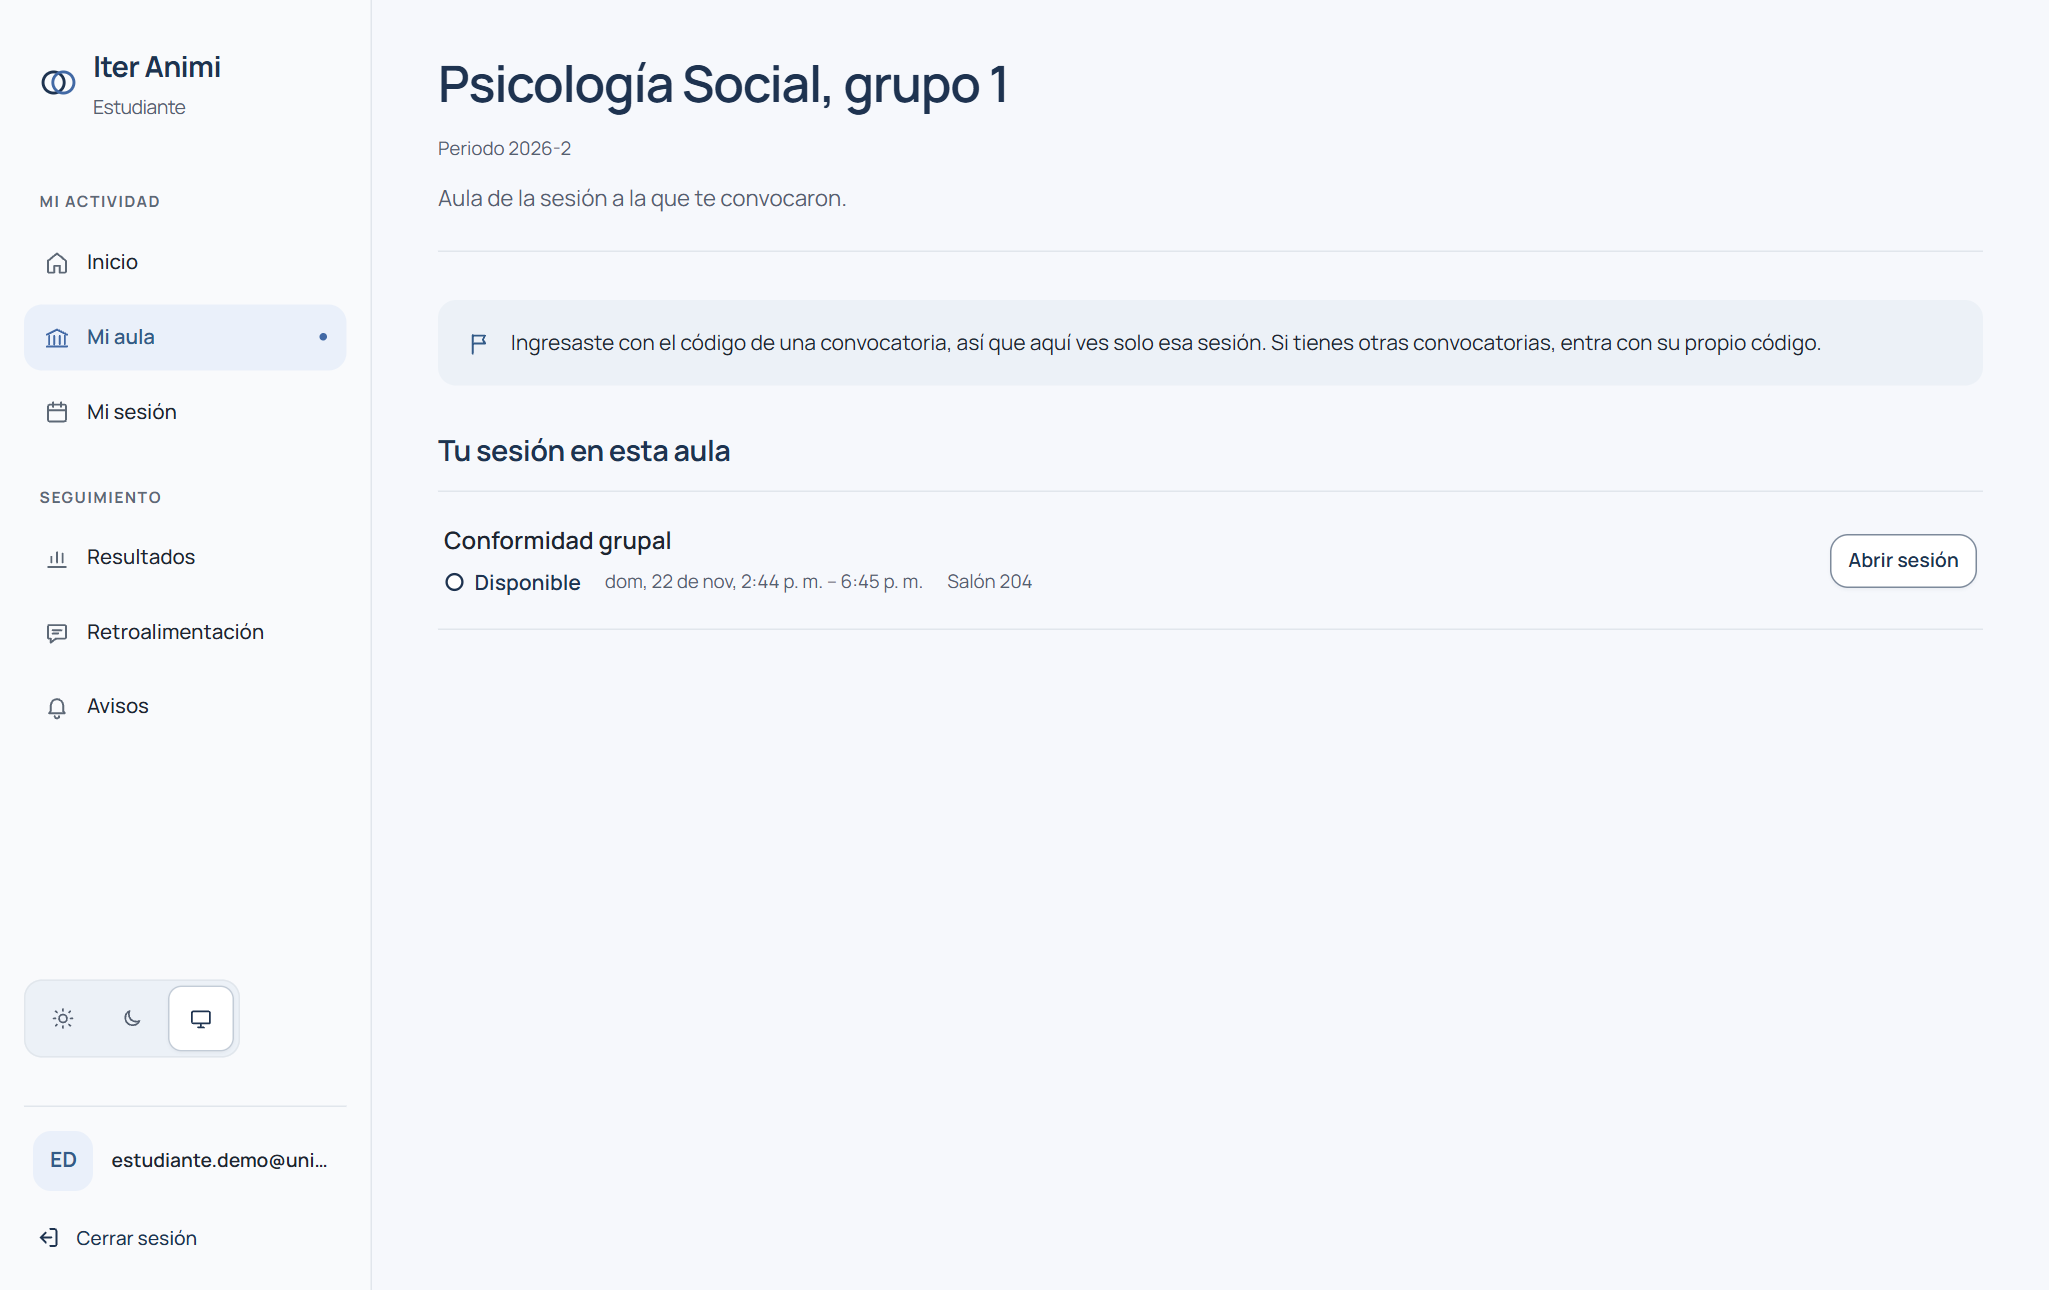 Iter Animi
Estudiante
MI ACTIVIDAD
Inicio
Mi aula
Mi sesión
SEGUIMIENTO
Resultados
Retroalimentación
Avisos
ED
estudiante.demo@uni...
Cerrar sesión
Psicología Social, grupo 1
Periodo 2026-2
Aula de la sesión a la que te convocaron.
Ingresaste con el código de una convocatoria, así que aquí ves solo esa sesión. Si tienes otras convocatorias, entra con su propio código.
Tu sesión en esta aula
Conformidad grupal
Disponible dom, 22 de nov, 2:44 p. m. – 6:45 p. m. Salón 204
Abrir sesión